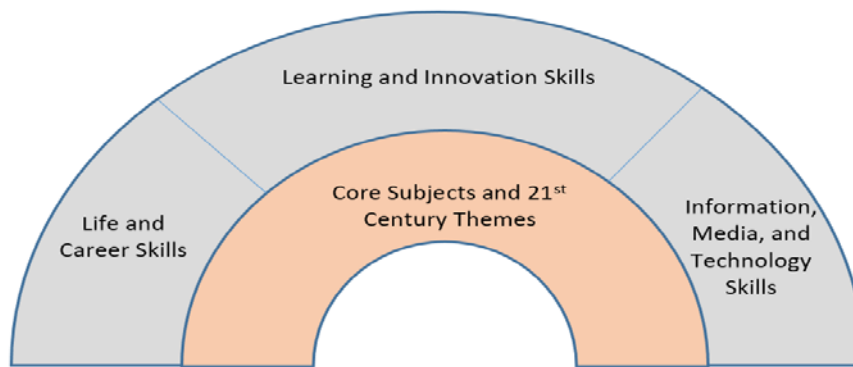 Learning and Innovation Skills
Core Subjects and 21st
Century Themes
Life and
Career Skills
Information,
Media, and
Technology
Skills